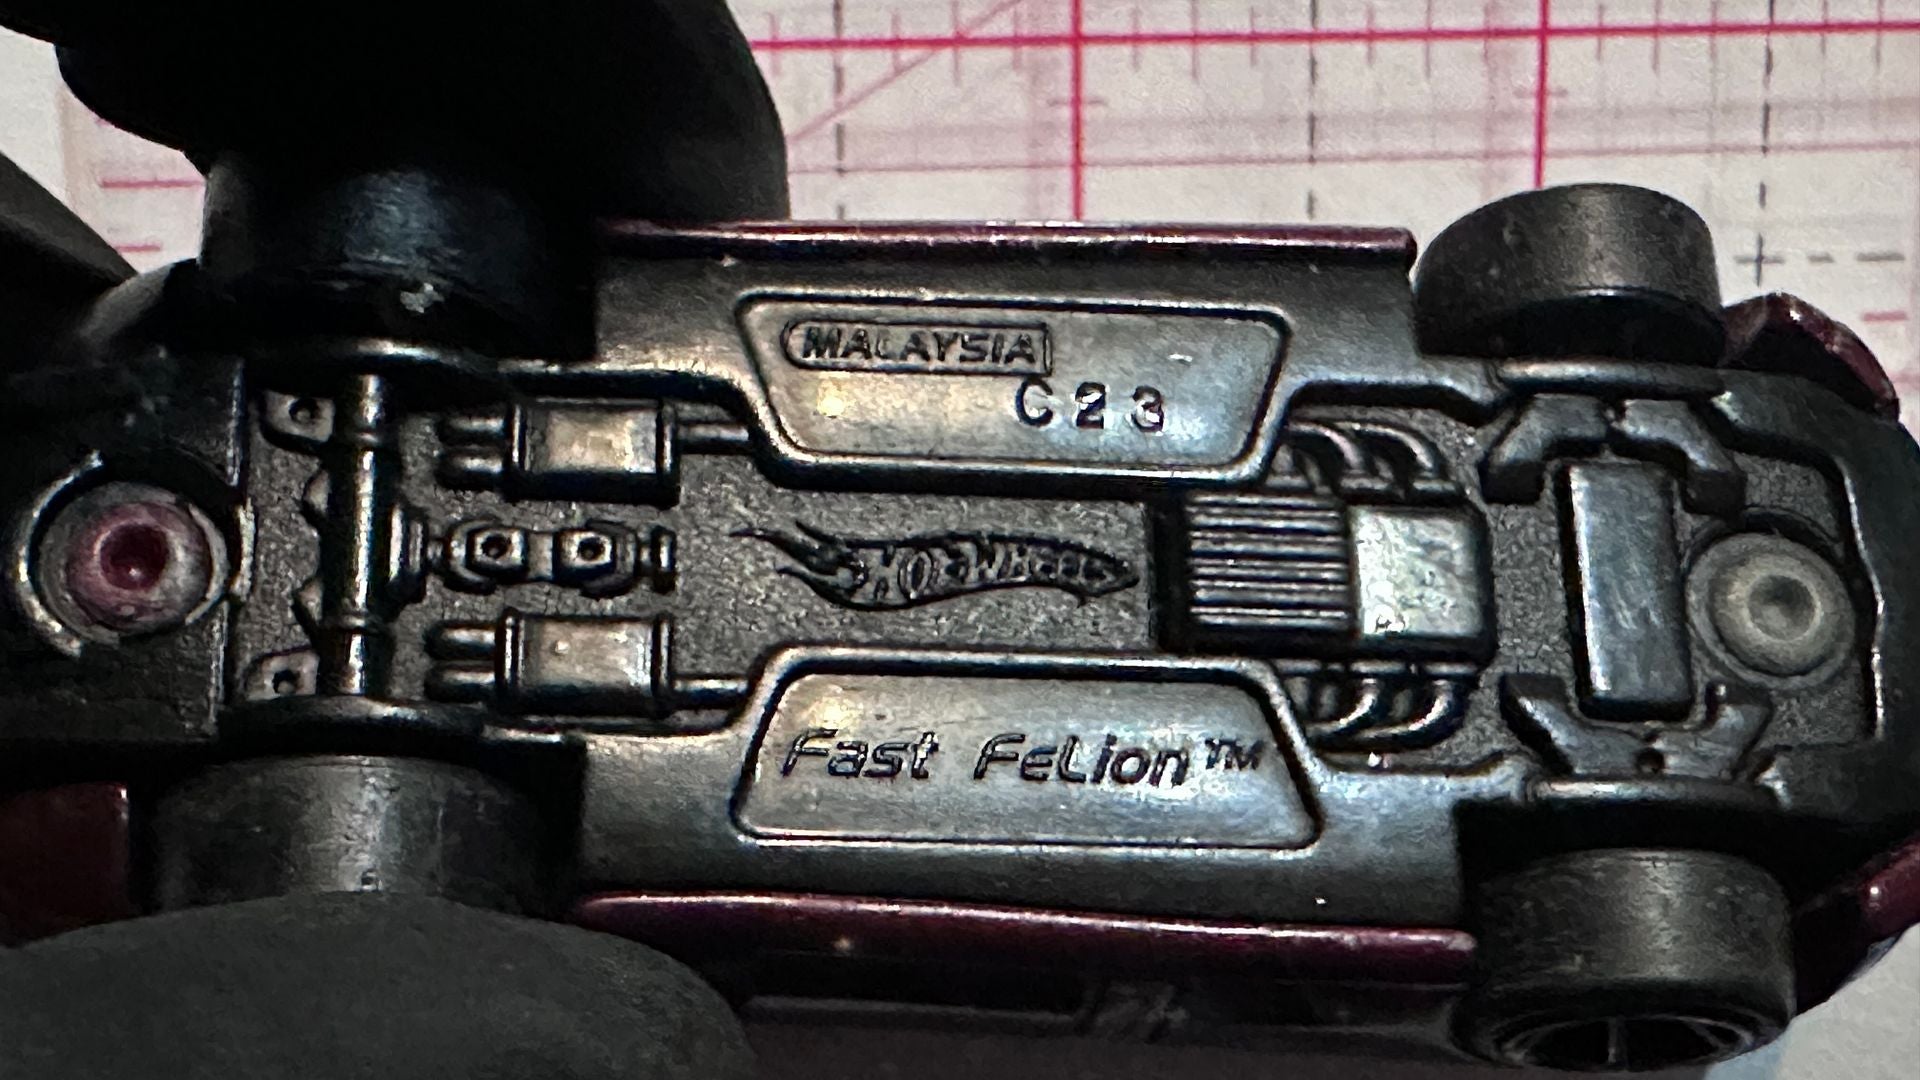 MALAYSIA
C23
HOT WHEELS
Fast FeLion™